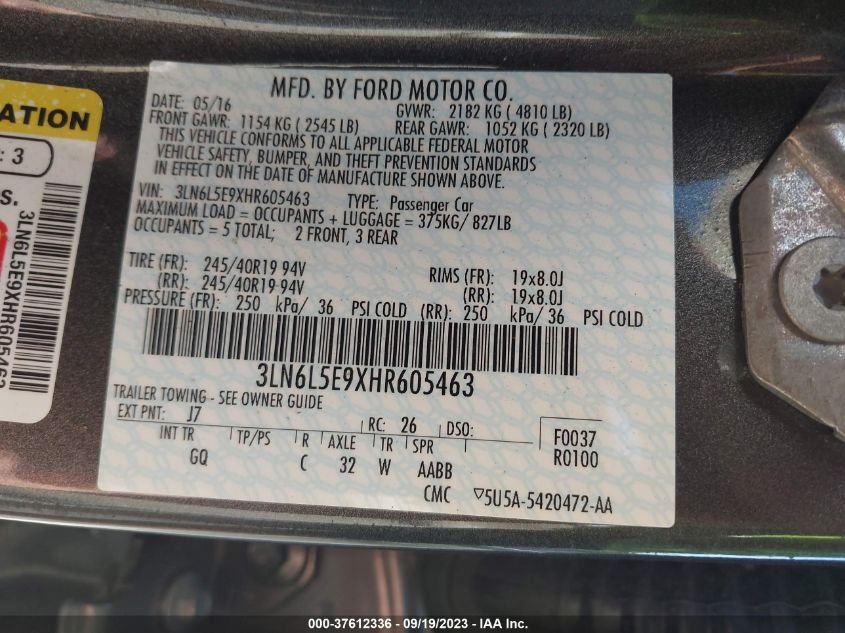 ATION
: 3
S.
3LN6L5E9XHR605463
MFD. BY FORD MOTOR CO.
DATE: 05/16 GVWR: 2182 KG ( 4810 LB)
FRONT GAWR: 1154 KG ( 2545 LB) REAR GAWR: 1052 KG ( 2320 LB)
THIS VEHICLE CONFORMS TO ALL APPLICABLE FEDERAL MOTOR
VEHICLE SAFETY, BUMPER, AND THEFT PREVENTION STANDARDS
IN EFFECT ON THE DATE OF MANUFACTURE SHOWN ABOVE.
VIN: 3LN6L5E9XHR605463 TYPE: Passenger Car
MAXIMUM LOAD = OCCUPANTS + LUGGAGE = 375KG/ 827LB
OCCUPANTS = 5 TOTAL; 2 FRONT, 3 REAR
TIRE (FR): 245/40R19 94V RIMS (FR): 19x8.0J
(RR): 245/40R19 94V (RR): 19x8.0J
PRESSURE (FR): 250 kPa/ 36 PSI COLD (RR): 250 kPa/ 36 PSI COLD
3LN6L5E9XHR605463
TRAILER TOWING - SEE OWNER GUIDE
EXT PNT: J7 RC: 26 DSO: F0037
INT TR TP/PS R AXLE TR SPR R0100
GQ C 32 W AABB
CMC ▽5U5A-5420472-AA
000-37612336 - 09/19/2023 - IAA Inc.